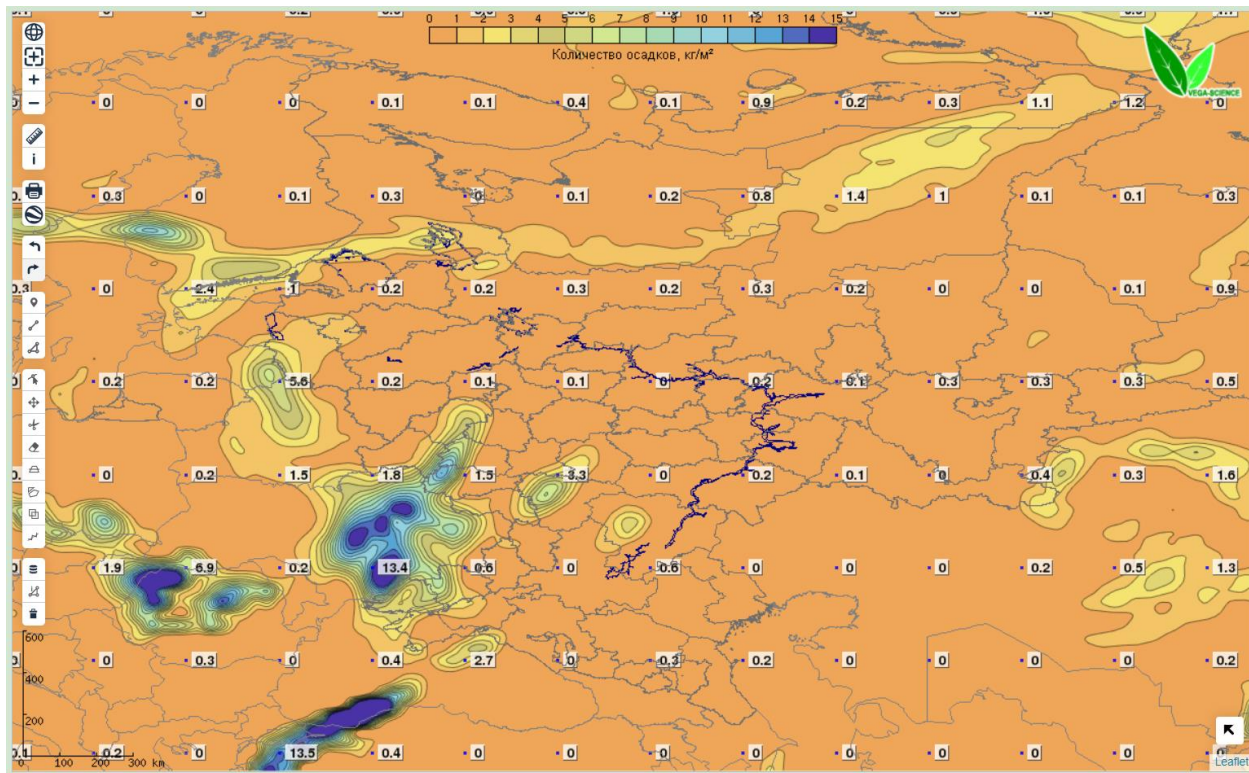 0 1 2 3 4 5 6 7 8 9 10 11 12 13 14 15
Количество осадков, кг/м²
VEGA-SCIENCE
0 0 0 0.1 0.1 0.4 0.1 0.9 0.2 0.3 1.1 1.2 0
0.3 0 0.1 0.3 0 0.1 0.2 0.8 1.4 1 0.1 0.1 0.3
0 2.4 1 0.2 0.2 0.3 0.2 0.3 0.2 0 0 0.1 0.9
0.2 0.2 5.6 0.2 0.1 0.1 0 0.2 0.1 0.3 0.3 0.3 0.5
0 0.2 1.5 1.8 1.5 3.3 0 0.2 0.1 0 0.4 0.3 1.6
1.9 6.9 0.2 13.4 0.6 0 0.6 0 0 0 0.2 0.5 1.3
600
0 0.3 0 0.4 2.7 0 0.3 0.2 0 0 0 0 0.2
400
200
0.2 0 13.5 0.4 0 0 0 0 0 0 0 0 0
0 100 200 300 km
Leaflet